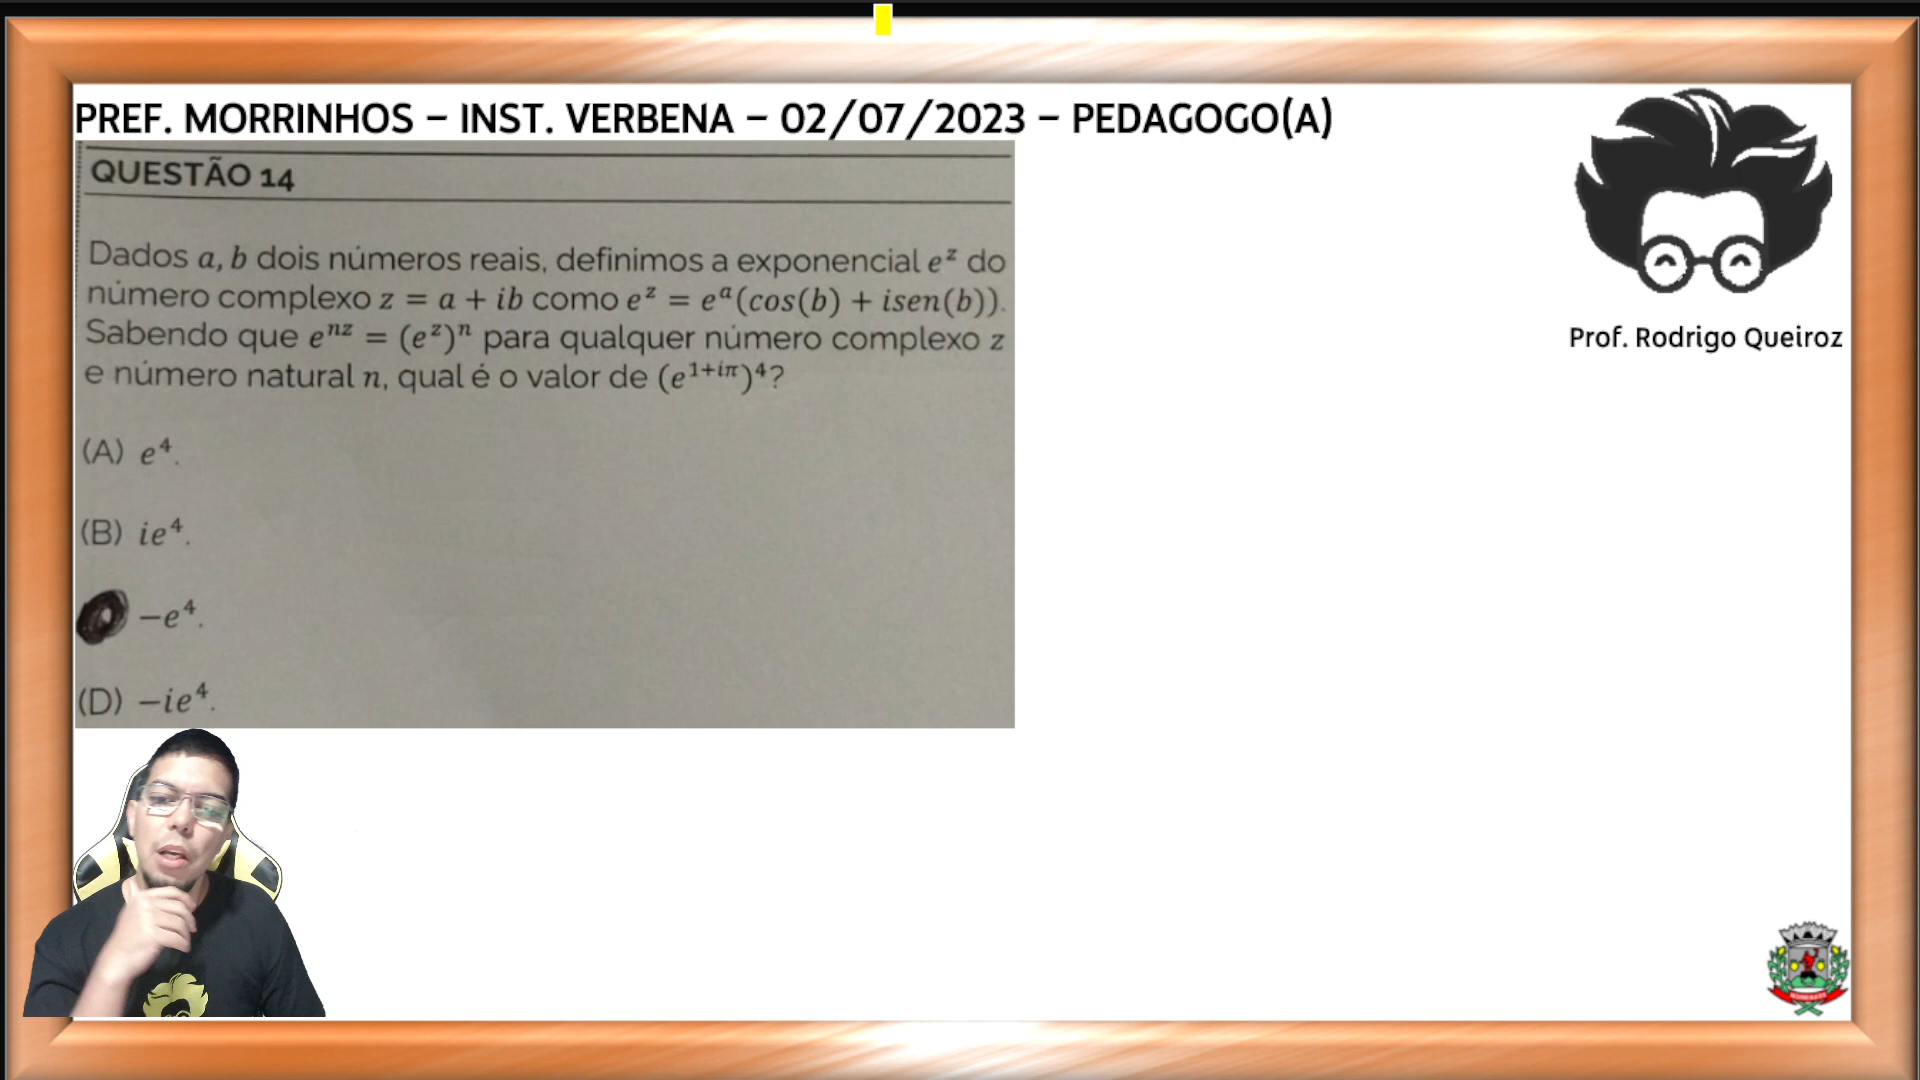 PREF. MORRINHOS – INST. VERBENA – 02/07/2023 – PEDAGOGO(A)
QUESTÃO 14
Dados a, b dois números reais, definimos a exponencial e^z do
número complexo z = a + ib como e^z = e^a(cos(b) + isen(b)).
Sabendo que e^{nz} = (e^z)^n para qualquer número complexo z
e número natural n, qual é o valor de (e^{1+iπ})^4?
(A) e^4.
(B) ie^4.
−e^4.
(D) −ie^4.
Prof. Rodrigo Queiroz